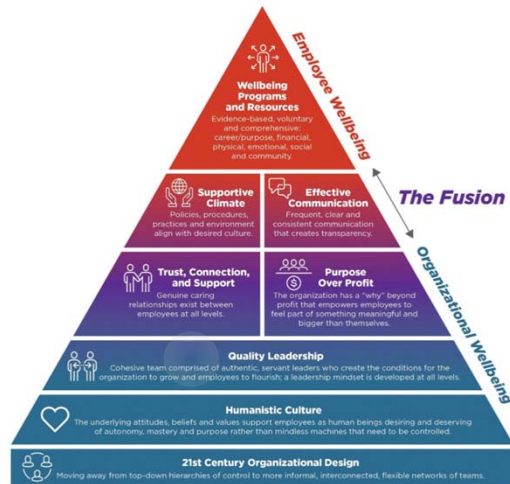 Wellbeing
Programs
and Resources
Evidence-based, voluntary
and comprehensive:
career/purpose, financial,
physical, emotional, social
and community.
Employee Wellbeing
Supportive
Climate
Policies, procedures,
practices and environment
align with desired culture.
Effective
Communication
Frequent, clear and
consistent communication
that creates transparency.
The Fusion
Trust, Connection,
and Support
Genuine caring
relationships exist between
employees at all levels.
Purpose
Over Profit
The organization has a "why" beyond
profit that empowers employees to
feel part of something meaningful and
bigger than themselves.
Organizational Wellbeing
Quality Leadership
Cohesive team comprised of authentic, servant leaders who create the conditions for the
organization to grow and employees to flourish; a leadership mindset is developed at all levels.
Humanistic Culture
The underlying attitudes, beliefs and values support employees as human beings desiring and deserving
of autonomy, mastery and purpose rather than mindless machines that need to be controlled.
21st Century Organizational Design
Moving away from top-down hierarchies of control to more informal, interconnected, flexible networks of teams.